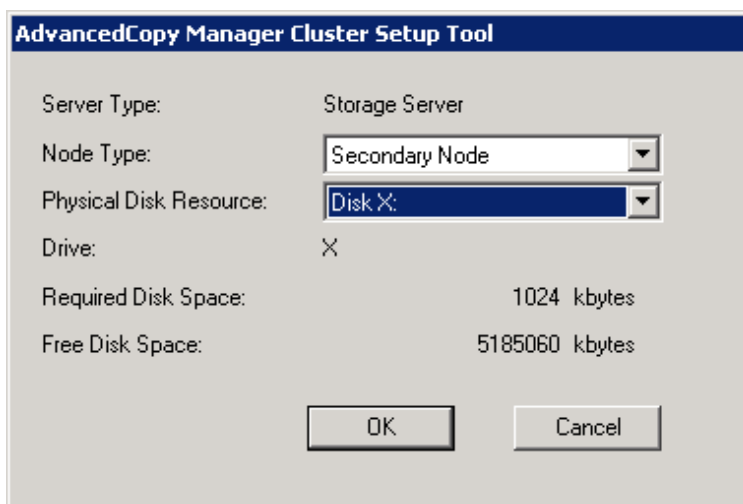 AdvancedCopy Manager Cluster Setup Tool
Server Type: Storage Server
Node Type: Secondary Node
Physical Disk Resource: Disk X:
Drive: X
Required Disk Space: 1024 kbytes
Free Disk Space: 5185060 kbytes
OK Cancel